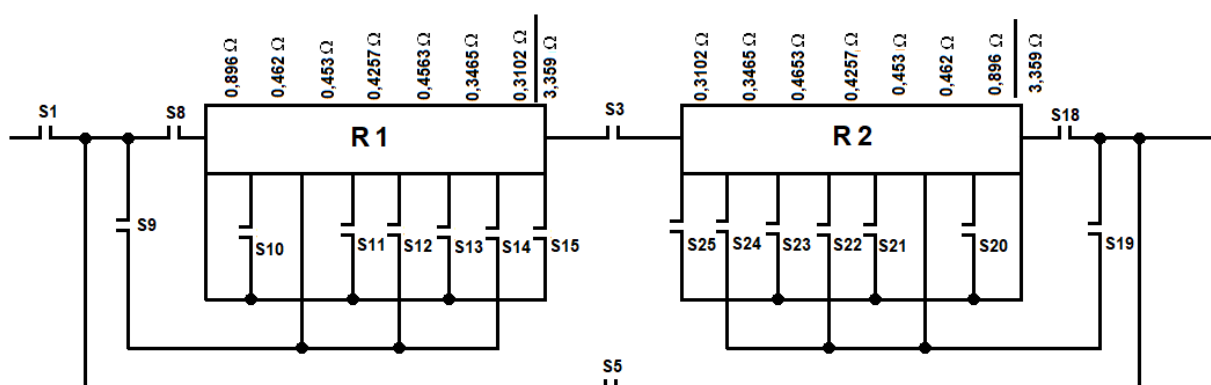 0,896 Ω
0,462 Ω
0,453 Ω
0,4257 Ω
0,4563 Ω
0,3465 Ω
0,3102 Ω
3,359 Ω
0,3102 Ω
0,3465 Ω
0,4653 Ω
0,4257 Ω
0,453 Ω
0,462 Ω
0,896 Ω
3,359 Ω
S1
S8
R 1
S3
R 2
S18
S9
S10
S11
S12
S13
S14
S15
S25
S24
S23
S22
S21
S20
S19
S5